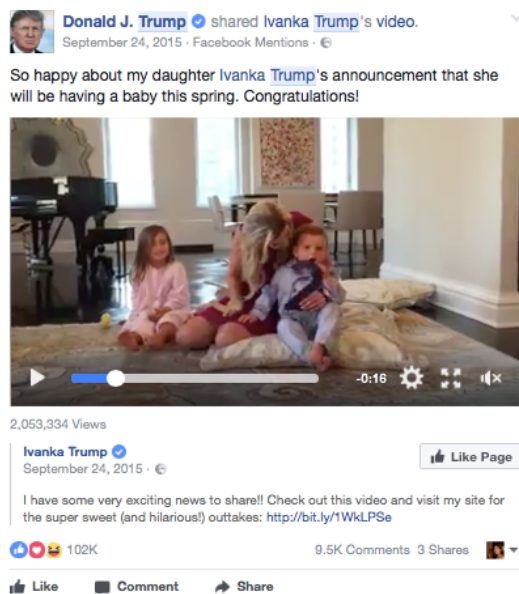 Donald J. Trump shared Ivanka Trump's video.
September 24, 2015 · Facebook Mentions ·
So happy about my daughter Ivanka Trump's announcement that she
will be having a baby this spring. Congratulations!
-0:16
2,053,334 Views
Ivanka Trump
September 24, 2015 ·
Like Page
I have some very exciting news to share!! Check out this video and visit my site for
the super sweet (and hilarious!) outtakes: http://bit.ly/1WkLPSe
102K
9.5K Comments 3 Shares
Like Comment Share